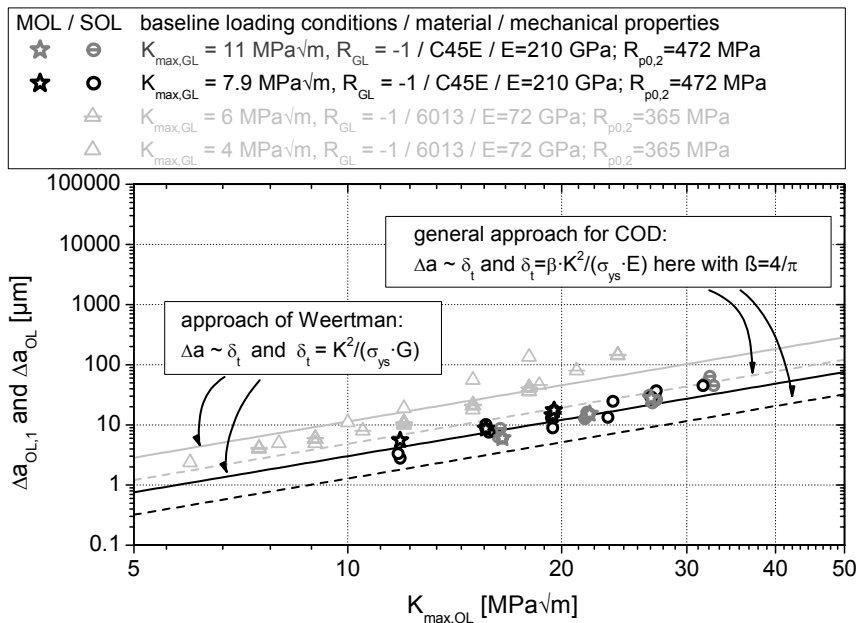 MOL / SOL baseline loading conditions / material / mechanical properties
K_max,GL = 11 MPa√m, R_GL = -1 / C45E / E=210 GPa; R_p0,2=472 MPa
K_max,GL = 7.9 MPa√m, R_GL = -1 / C45E / E=210 GPa; R_p0,2=472 MPa
K_max,GL = 6 MPa√m, R_GL = -1 / 6013 / E=72 GPa; R_p0,2=365 MPa
K_max,GL = 4 MPa√m, R_GL = -1 / 6013 / E=72 GPa; R_p0,2=365 MPa
Δa_OL,1 and Δa_OL [µm]
100000
10000
1000
100
10
1
0.1
general approach for COD:
Δa ~ δ_t and δ_t=β·K²/(σ_ys·E) here with ß=4/π
approach of Weertman:
Δa ~ δ_t and δ_t = K²/(σ_ys·G)
5 10 20 30 40 50
K_max,OL [MPa√m]